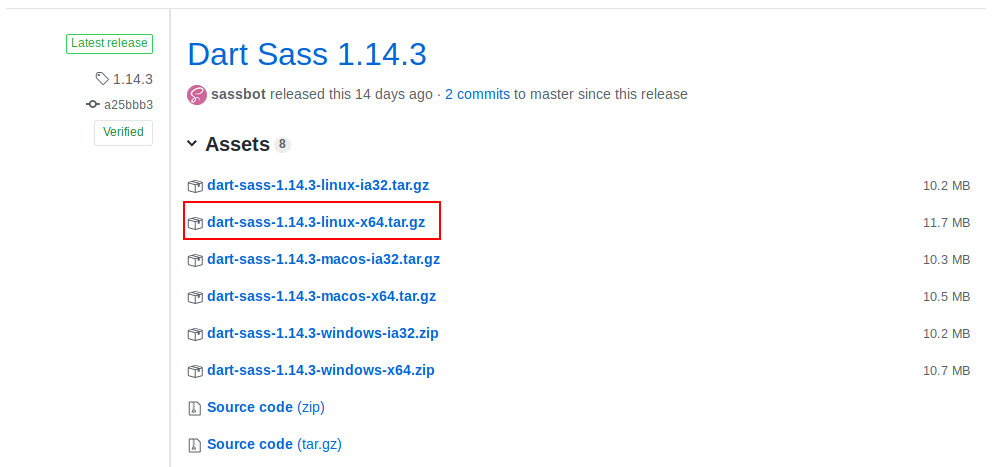 Latest release
1.14.3
a25bbb3
Verified
Dart Sass 1.14.3
sassbot released this 14 days ago · 2 commits to master since this release
Assets 8
dart-sass-1.14.3-linux-ia32.tar.gz 10.2 MB
dart-sass-1.14.3-linux-x64.tar.gz 11.7 MB
dart-sass-1.14.3-macos-ia32.tar.gz 10.3 MB
dart-sass-1.14.3-macos-x64.tar.gz 10.5 MB
dart-sass-1.14.3-windows-ia32.zip 10.2 MB
dart-sass-1.14.3-windows-x64.zip 10.7 MB
Source code (zip)
Source code (tar.gz)